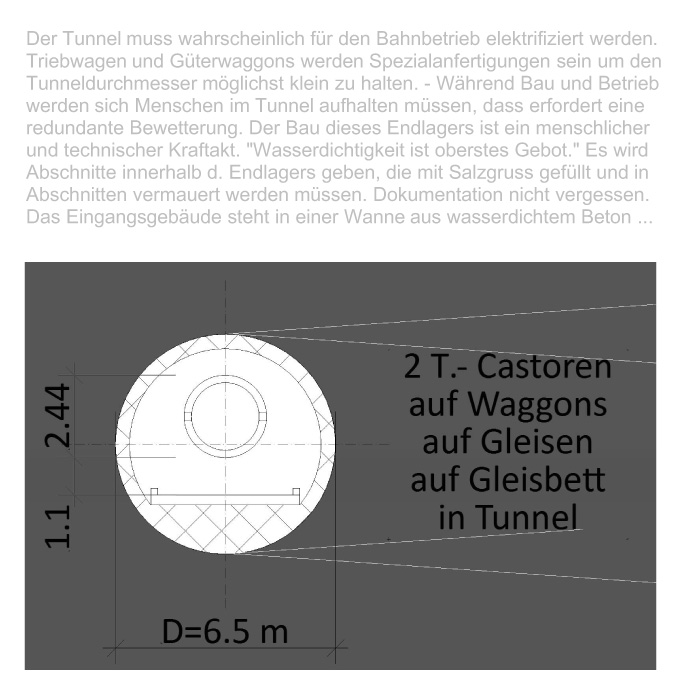 Der Tunnel muss wahrscheinlich für den Bahnbetrieb elektrifiziert werden.
Triebwagen und Güterwaggons werden Spezialanfertigungen sein um den
Tunneldurchmesser möglichst klein zu halten. - Während Bau und Betrieb
werden sich Menschen im Tunnel aufhalten müssen, dass erfordert eine
redundante Bewetterung. Der Bau dieses Endlagers ist ein menschlicher
und technischer Kraftakt. "Wasserdichtigkeit ist oberstes Gebot." Es wird
Abschnitte innerhalb d. Endlagers geben, die mit Salzgruss gefüllt und in
Abschnitten vermauert werden müssen. Dokumentation nicht vergessen.
Das Eingangsgebäude steht in einer Wanne aus wasserdichtem Beton ...
2 T.- Castoren
auf Waggons
auf Gleisen
auf Gleisbett
in Tunnel
2.44
1.1
D=6.5 m